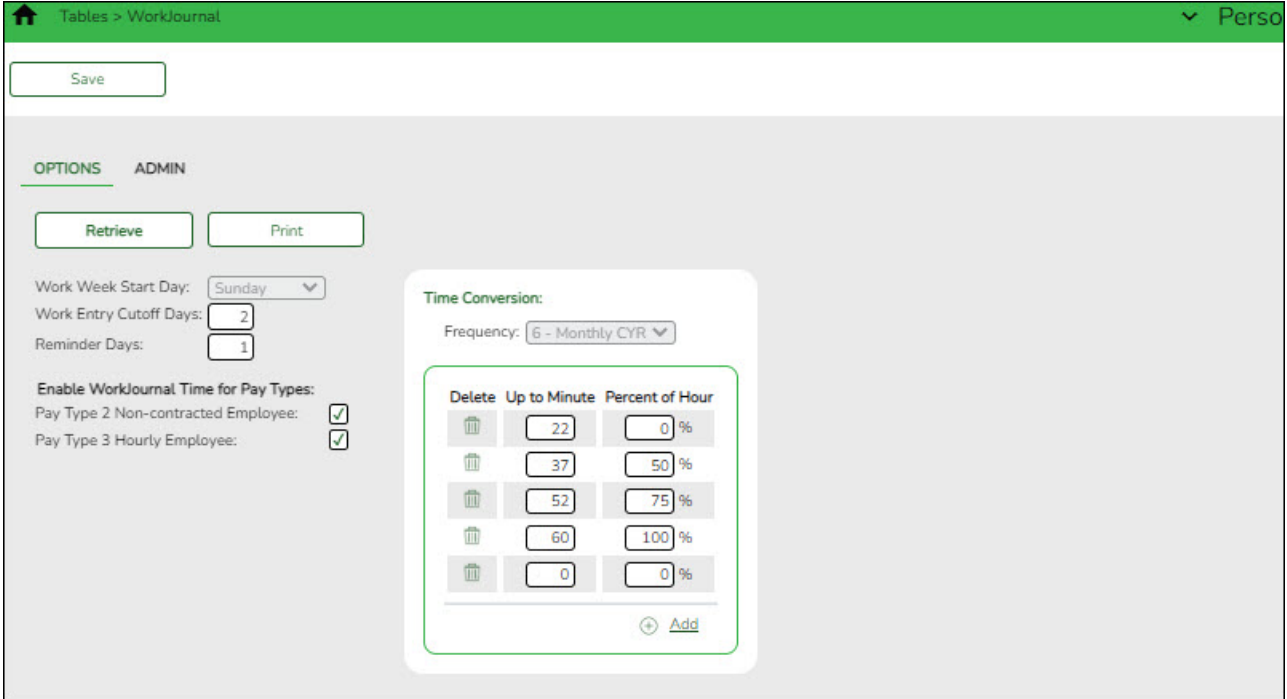 Tables > WorkJournal
Perso
Save
OPTIONS ADMIN
Retrieve Print
Work Week Start Day: Sunday
Work Entry Cutoff Days: 2
Reminder Days: 1
Enable WorkJournal Time for Pay Types:
Pay Type 2 Non-contracted Employee:
Pay Type 3 Hourly Employee:
Time Conversion:
Frequency: 6 - Monthly CYR
Delete Up to Minute Percent of Hour
22 0 %
37 50 %
52 75 %
60 100 %
0 0 %
Add